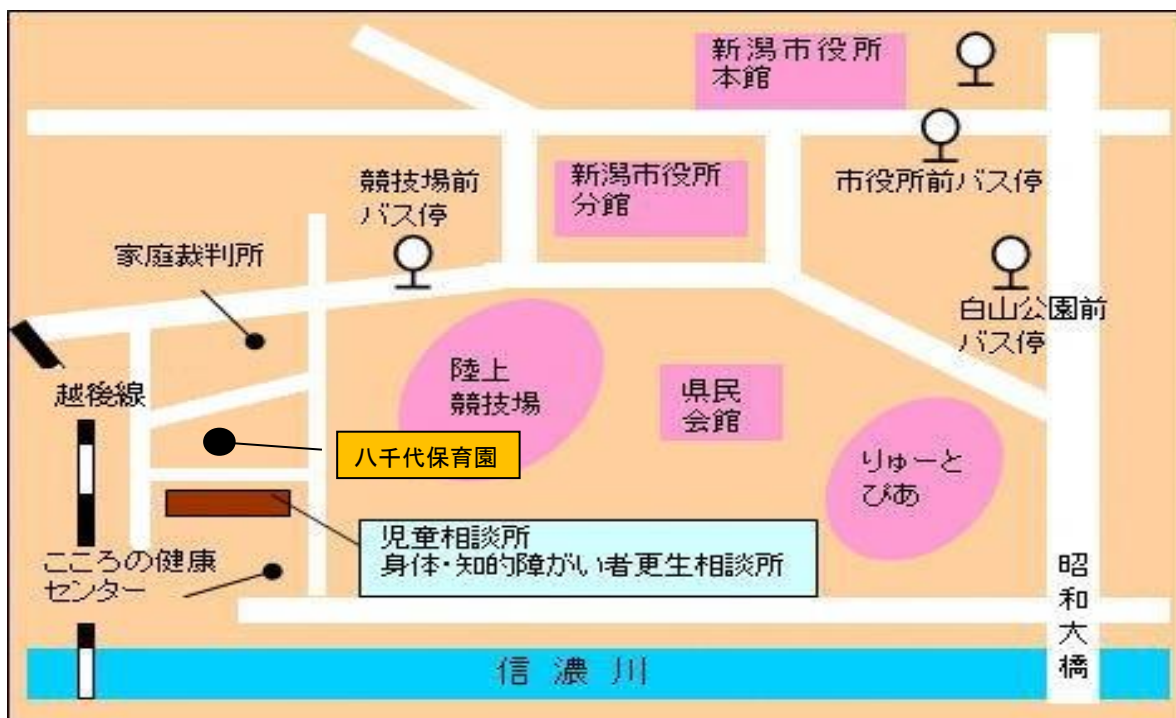 新潟市役所
本館
競技場前
バス停
新潟市役所
分館
市役所前バス停
家庭裁判所
白山公園前
バス停
越後線
陸上
競技場
県民
会館
八千代保育園
りゅーと
ぴあ
児童相談所
身体・知的障がい者更生相談所
こころの健康
センター
昭和大橋
信濃川